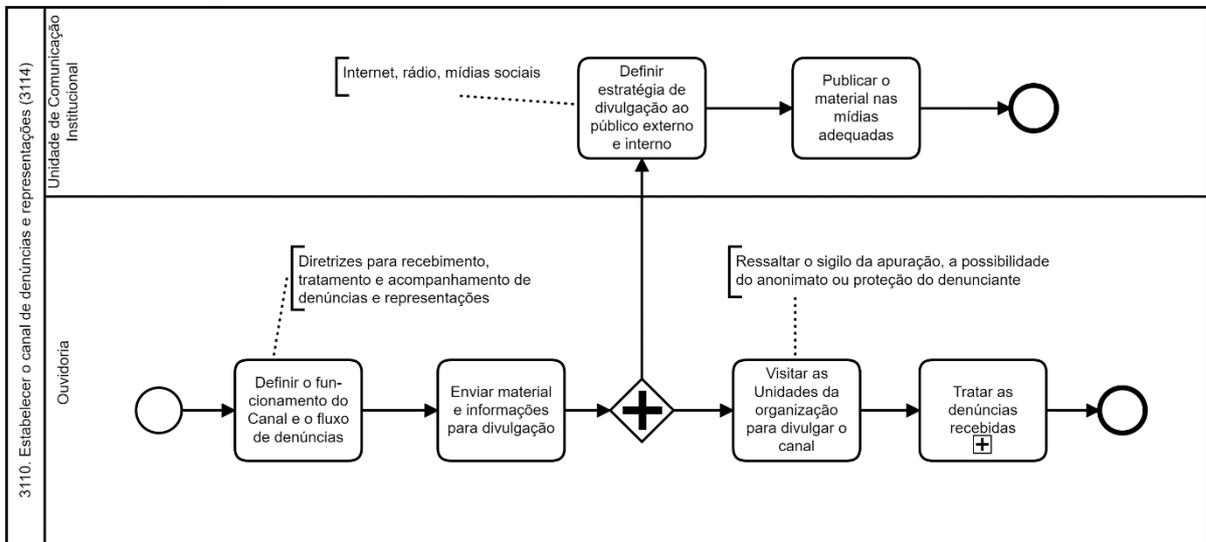 3110. Estabelecer o canal de denúncias e representações (3114)
Unidade de Comunicação
Institucional
Internet, rádio, mídias sociais
Definir
estratégia de
divulgação ao
público externo
e interno
Publicar o
material nas
mídias
adequadas
Ouvidoria
Diretrizes para recebimento,
tratamento e acompanhamento de
denúncias e representações
Ressaltar o sigilo da apuração, a possibilidade
do anonimato ou proteção do denunciante
Definir o fun-
cionamento do
Canal e o fluxo
de denúncias
Enviar material
e informações
para divulgação
Visitar as
Unidades da
organização
para divulgar o
canal
Tratar as
denúncias
recebidas